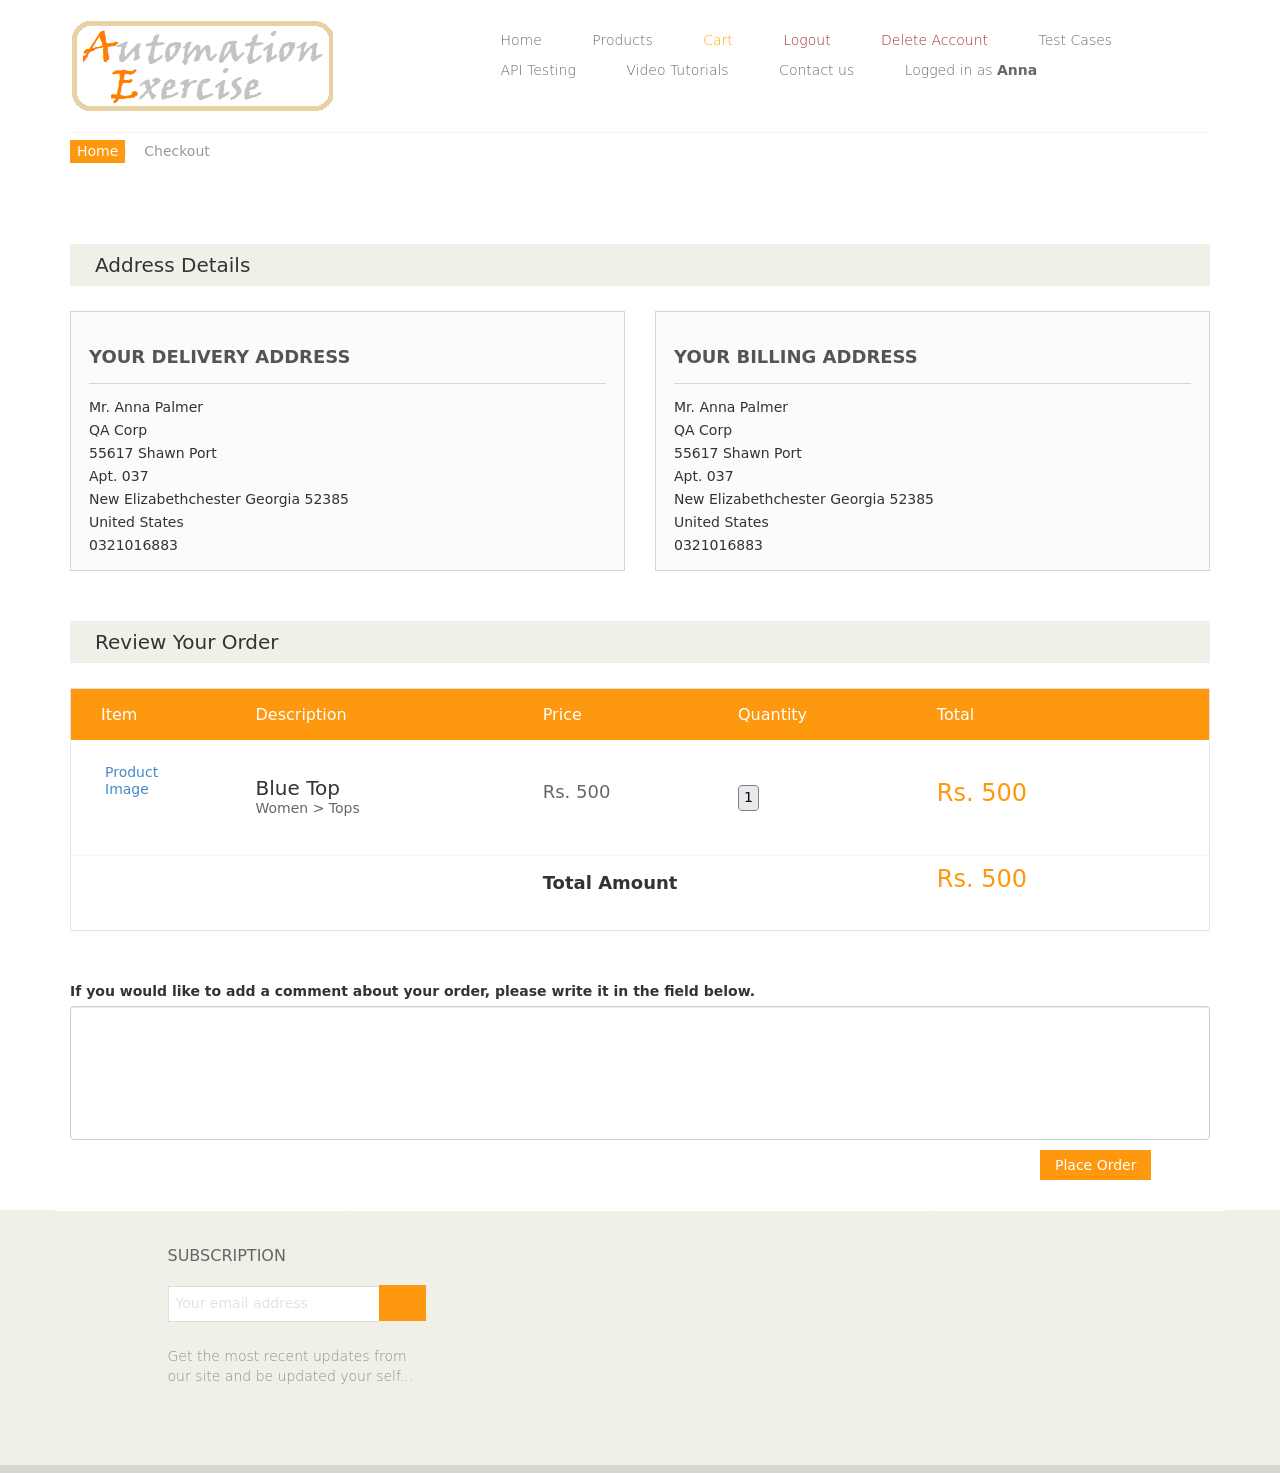 Automation
Exercise
Home Products Cart Logout Delete Account Test Cases
API Testing Video Tutorials Contact us Logged in as Anna
Home Checkout
Address Details
YOUR DELIVERY ADDRESS
Mr. Anna Palmer
QA Corp
55617 Shawn Port
Apt. 037
New Elizabethchester Georgia 52385
United States
0321016883
YOUR BILLING ADDRESS
Mr. Anna Palmer
QA Corp
55617 Shawn Port
Apt. 037
New Elizabethchester Georgia 52385
United States
0321016883
Review Your Order
Item Description Price Quantity Total
Product
Image
Blue Top
Women > Tops
Rs. 500
1
Rs. 500
Total Amount Rs. 500
If you would like to add a comment about your order, please write it in the field below.
Place Order
SUBSCRIPTION
Your email address
Get the most recent updates from
our site and be updated your self...